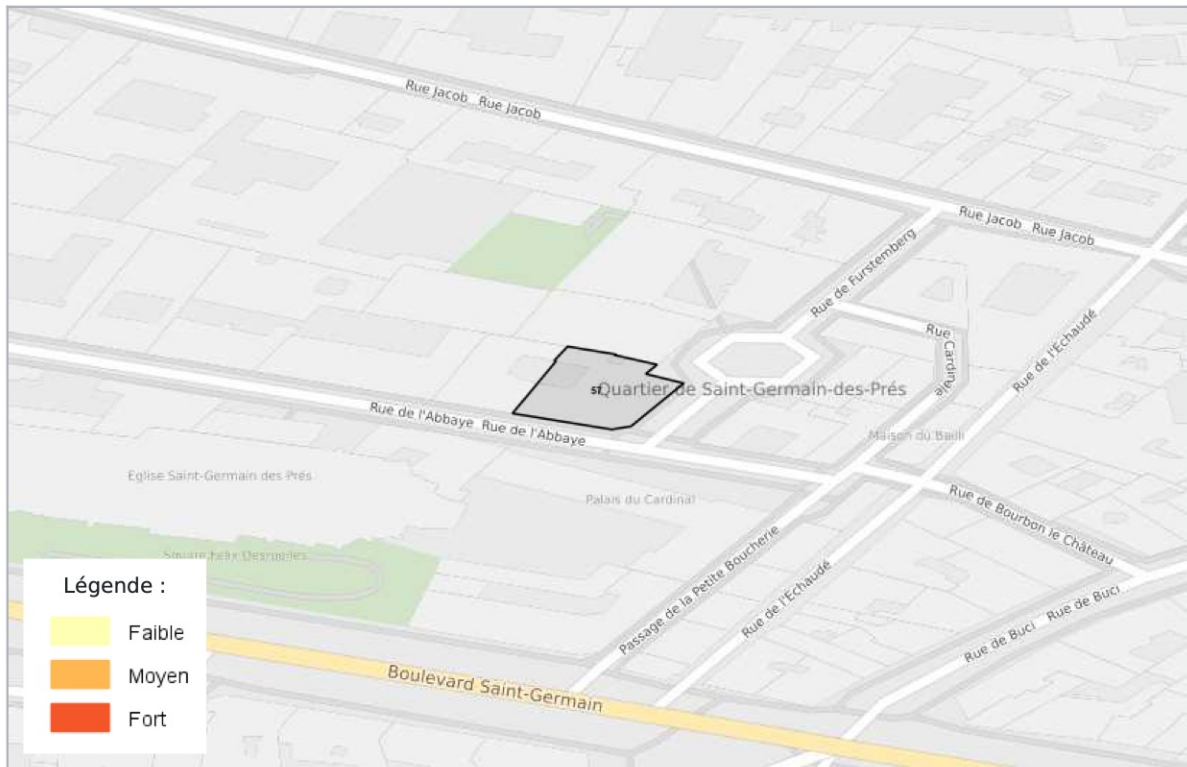 Rue Jacob Rue Jacob
Rue Jacob Rue Jacob
Rue de Furstemberg
Rue Cardinale
Rue de l'Echaudé
Quartier de Saint-Germain-des-Prés
Rue de l'Abbaye Rue de l'Abbaye
Maison du Bailli
Eglise Saint-Germain des Prés
Palais du Cardinal
Rue de Bourbon le Château
Square Felix Desruelles
Passage de la Petite Boucherie
Rue de l'Echaudé
Rue de Buci Rue de Buci
Boulevard Saint-Germain
Légende :
Faible
Moyen
Fort